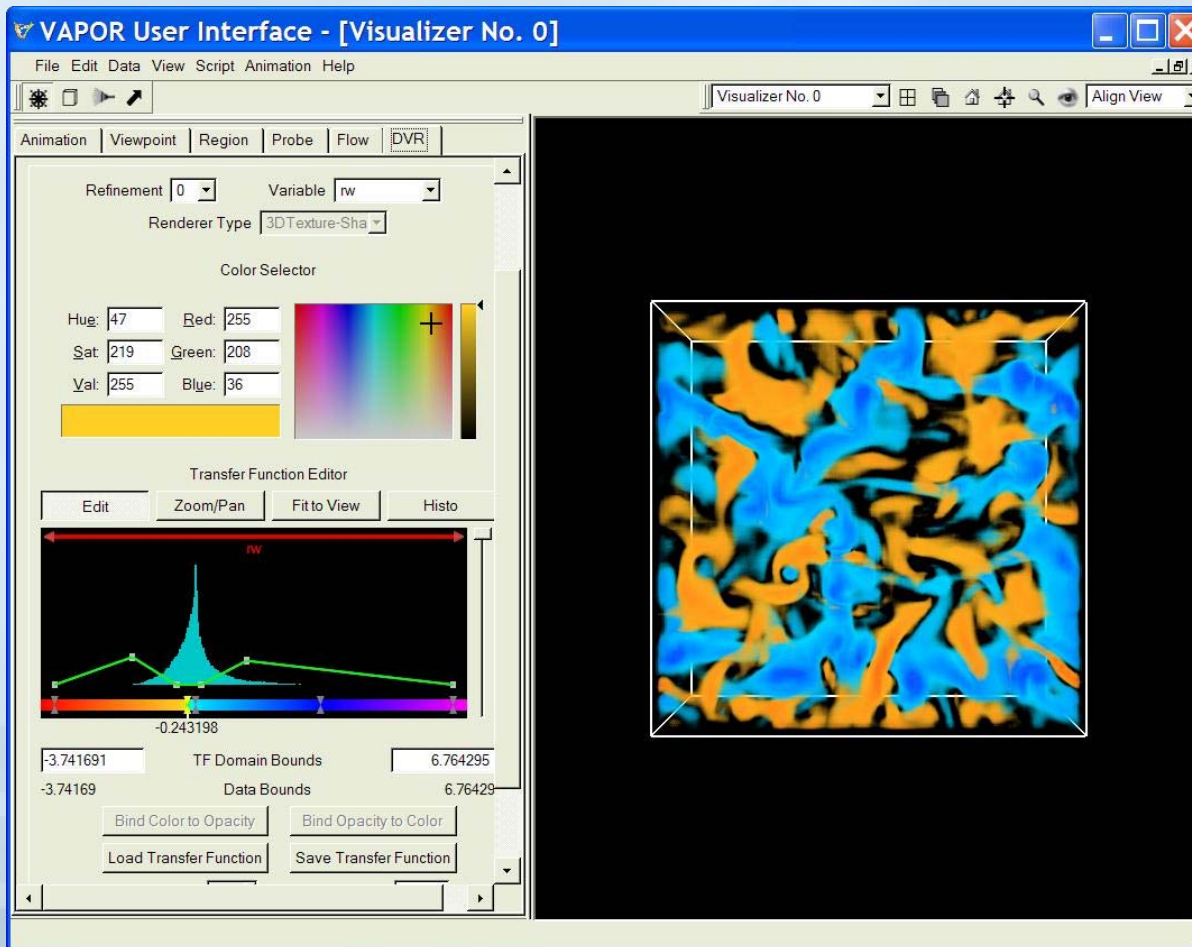 VAPOR User Interface - [Visualizer No. 0]
File Edit Data View Script Animation Help
Visualizer No. 0 Align View
Animation Viewpoint Region Probe Flow DVR
Refinement 0 Variable rw
Renderer Type 3DTexture-Sha
Color Selector
Hue: 47 Red: 255
Sat: 219 Green: 208
Val: 255 Blue: 36
Transfer Function Editor
Edit Zoom/Pan Fit to View Histo
rw
-0.243198
-3.741691 TF Domain Bounds 6.764295
-3.74169 Data Bounds 6.76429
Bind Color to Opacity Bind Opacity to Color
Load Transfer Function Save Transfer Function